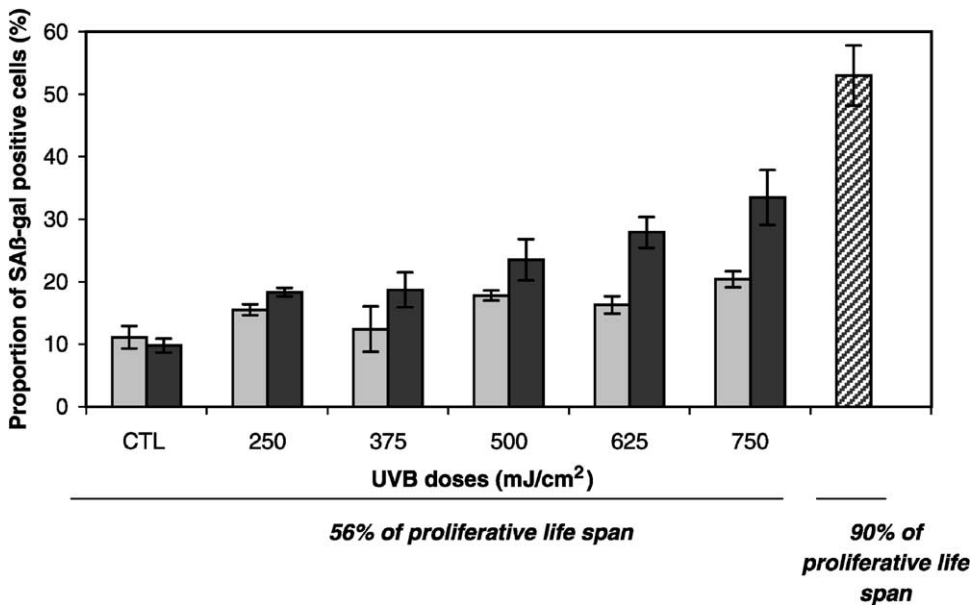 Proportion of SAß-gal positive cells (%)
60
50
40
30
20
10
0
CTL 250 375 500 625 750
UVB doses (mJ/cm²)
56% of proliferative life span
90% of
proliferative life
span